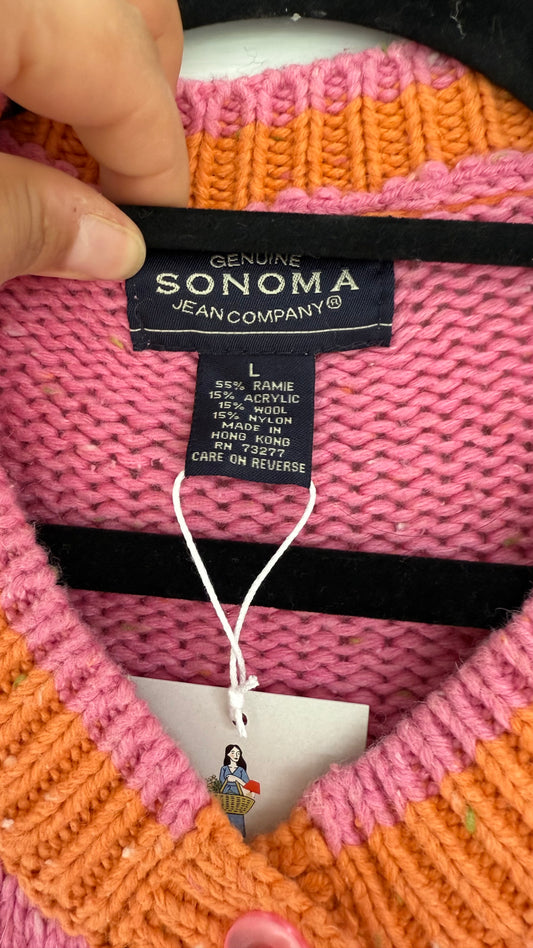 GENUINE
SONOMA
JEAN COMPANY®
L
55% RAMIE
15% ACRYLIC
15% WOOL
15% NYLON
MADE IN
HONG KONG
RN 73277
CARE ON REVERSE